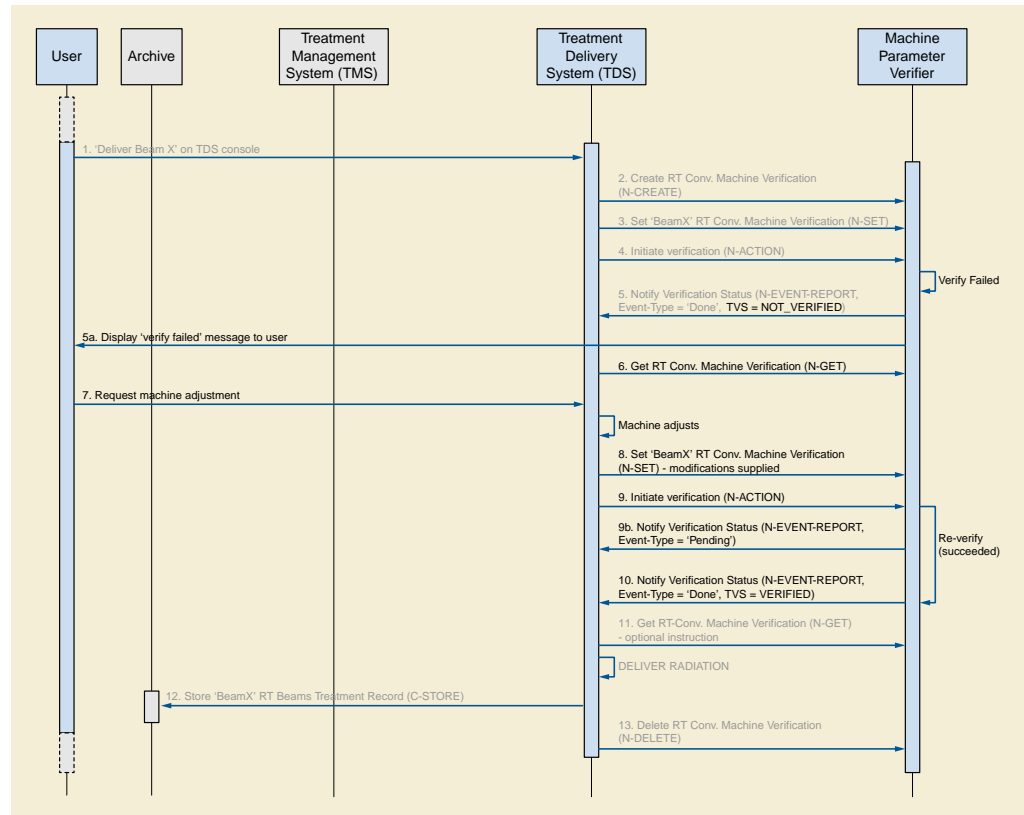 User
Archive
Treatment
Management
System (TMS)
Treatment
Delivery
System (TDS)
Machine
Parameter
Verifier
1. 'Deliver Beam X' on TDS console
2. Create RT Conv. Machine Verification
(N-CREATE)
3. Set 'BeamX' RT Conv. Machine Verification (N-SET)
4. Initiate verification (N-ACTION)
Verify Failed
5. Notify Verification Status (N-EVENT-REPORT,
Event-Type = 'Done', TVS = NOT_VERIFIED)
5a. Display 'verify failed' message to user
6. Get RT Conv. Machine Verification (N-GET)
7. Request machine adjustment
Machine adjusts
8. Set 'BeamX' RT Conv. Machine Verification
(N-SET) - modifications supplied
9. Initiate verification (N-ACTION)
9b. Notify Verification Status (N-EVENT-REPORT,
Event-Type = 'Pending')
Re-verify
(succeeded)
10. Notify Verification Status (N-EVENT-REPORT,
Event-Type = 'Done', TVS = VERIFIED)
11. Get RT-Conv. Machine Verification (N-GET)
- optional instruction
DELIVER RADIATION
12. Store 'BeamX' RT Beams Treatment Record (C-STORE)
13. Delete RT Conv. Machine Verification
(N-DELETE)